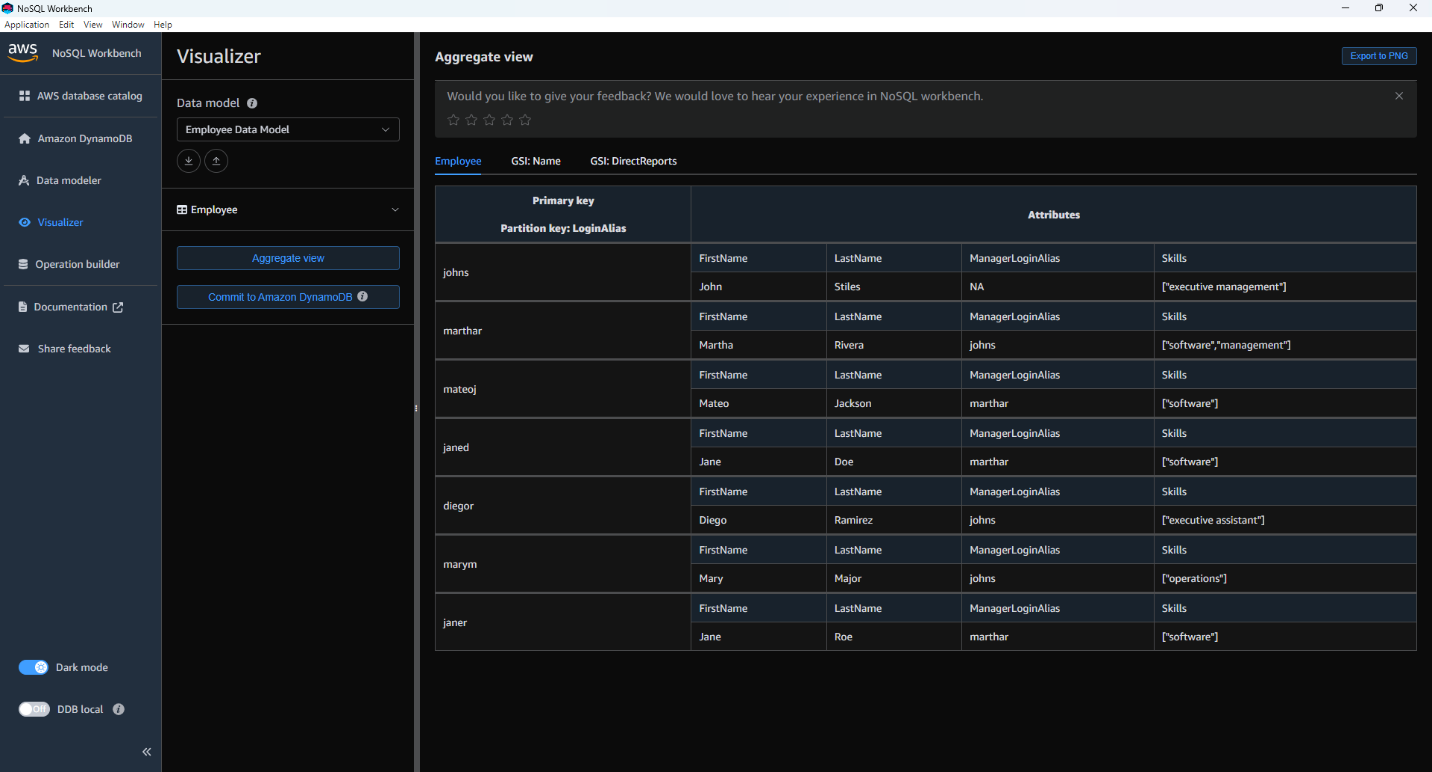 NoSQL Workbench
Application Edit View Window Help
aws NoSQL Workbench
AWS database catalog
Amazon DynamoDB
Data modeler
Visualizer
Operation builder
Documentation
Share feedback
Dark mode
Off DDB local
Visualizer
Data model
Employee Data Model
Employee
Aggregate view
Commit to Amazon DynamoDB
Aggregate view
Export to PNG
Would you like to give your feedback? We would love to hear your experience in NoSQL workbench.
Employee GSI: Name GSI: DirectReports
Primary key
Partition key: LoginAlias
Attributes
johns
FirstName LastName ManagerLoginAlias Skills
John Stiles NA ["executive management"]
marthar
FirstName LastName ManagerLoginAlias Skills
Martha Rivera johns ["software","management"]
mateoj
FirstName LastName ManagerLoginAlias Skills
Mateo Jackson marthar ["software"]
janed
FirstName LastName ManagerLoginAlias Skills
Jane Doe marthar ["software"]
diegor
FirstName LastName ManagerLoginAlias Skills
Diego Ramirez johns ["executive assistant"]
marym
FirstName LastName ManagerLoginAlias Skills
Mary Major johns ["operations"]
janer
FirstName LastName ManagerLoginAlias Skills
Jane Roe marthar ["software"]